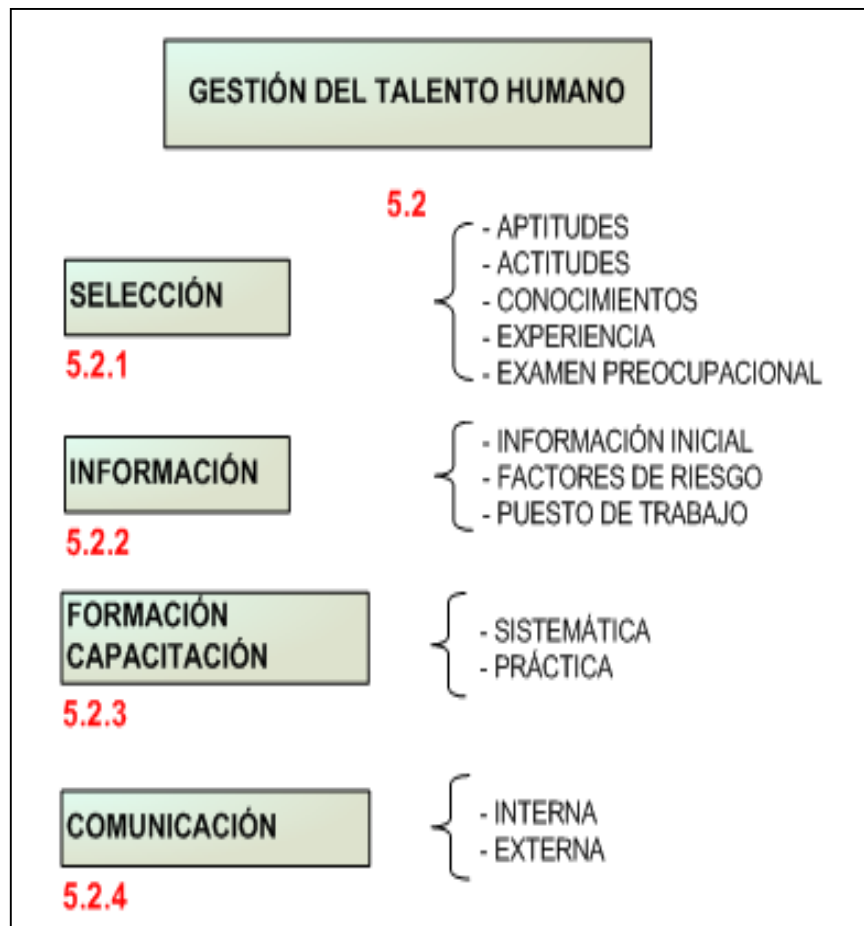 GESTIÓN DEL TALENTO HUMANO
5.2
SELECCIÓN
5.2.1
- APTITUDES
- ACTITUDES
- CONOCIMIENTOS
- EXPERIENCIA
- EXAMEN PREOCUPACIONAL
INFORMACIÓN
5.2.2
- INFORMACIÓN INICIAL
- FACTORES DE RIESGO
- PUESTO DE TRABAJO
FORMACIÓN
CAPACITACIÓN
5.2.3
- SISTEMÁTICA
- PRÁCTICA
COMUNICACIÓN
5.2.4
- INTERNA
- EXTERNA